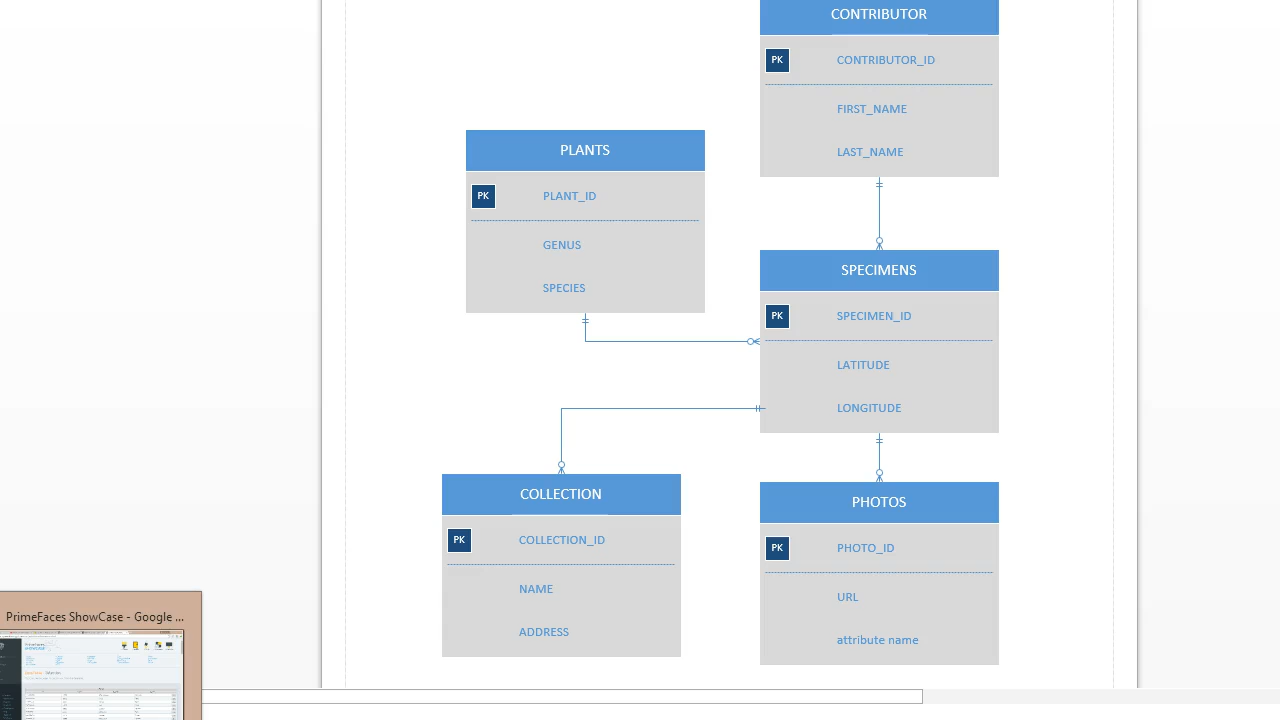 CONTRIBUTOR
PK CONTRIBUTOR_ID
FIRST_NAME
LAST_NAME
PLANTS
PK PLANT_ID
GENUS
SPECIES
SPECIMENS
PK SPECIMEN_ID
LATITUDE
LONGITUDE
COLLECTION
PK COLLECTION_ID
NAME
ADDRESS
PHOTOS
PK PHOTO_ID
URL
attribute name
PrimeFaces ShowCase - Google ...